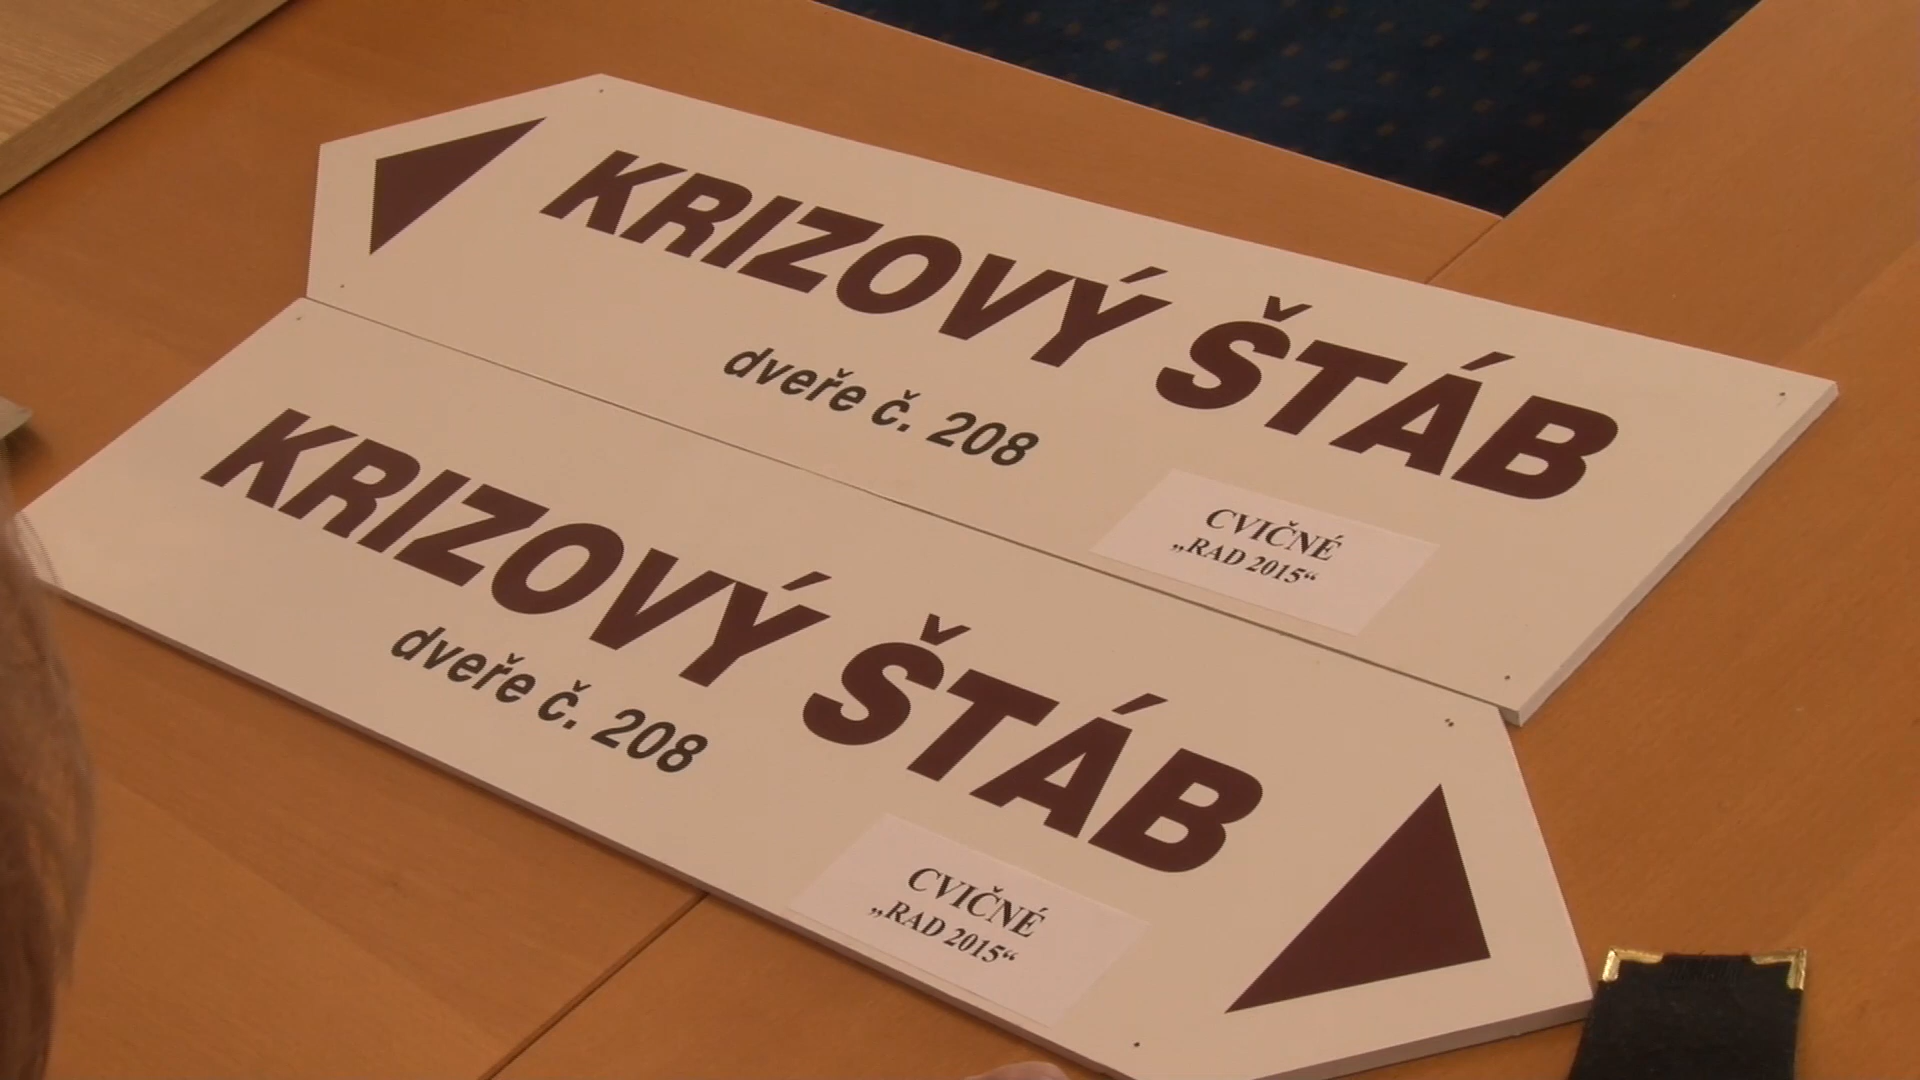 KRIZOVÝ ŠTÁB
dveře č. 208
CVIČNÉ
„RAD 2015“
KRIZOVÝ ŠTÁB
dveře č. 208
CVIČNÉ
„RAD 2015“